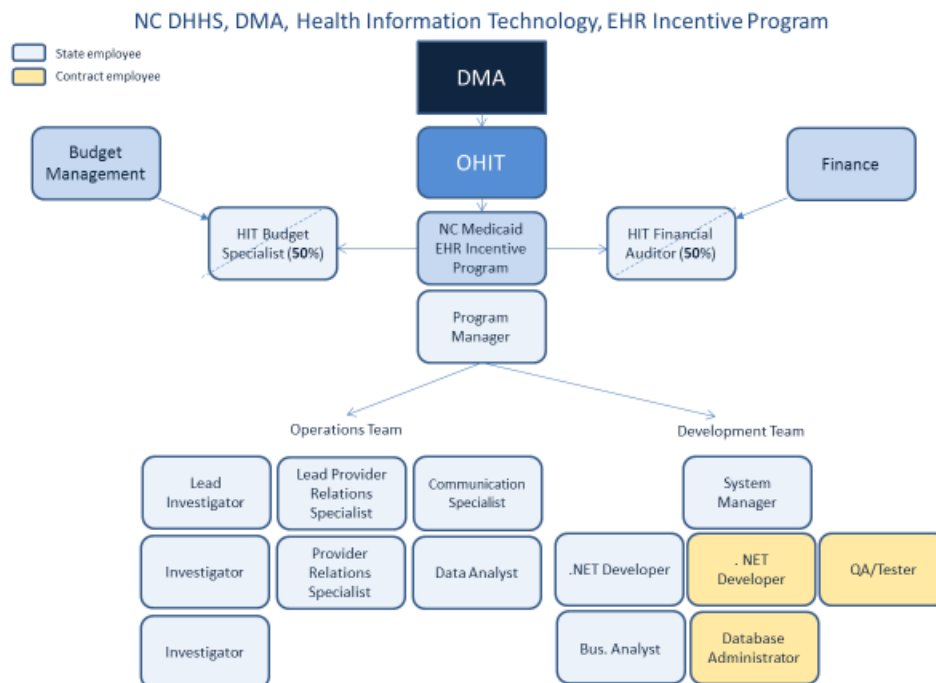 NC DHHS, DMA, Health Information Technology, EHR Incentive Program
State employee
Contract employee
DMA
OHIT
Budget
Management
Finance
HIT Budget
Specialist (50%)
NC Medicaid
EHR Incentive
Program
HIT Financial
Auditor (50%)
Program
Manager
Operations Team
Development Team
Lead
Investigator
Lead Provider
Relations
Specialist
Communication
Specialist
System
Manager
Investigator
Provider
Relations
Specialist
Data Analyst
.NET Developer
. NET
Developer
QA/Tester
Investigator
Bus. Analyst
Database
Administrator